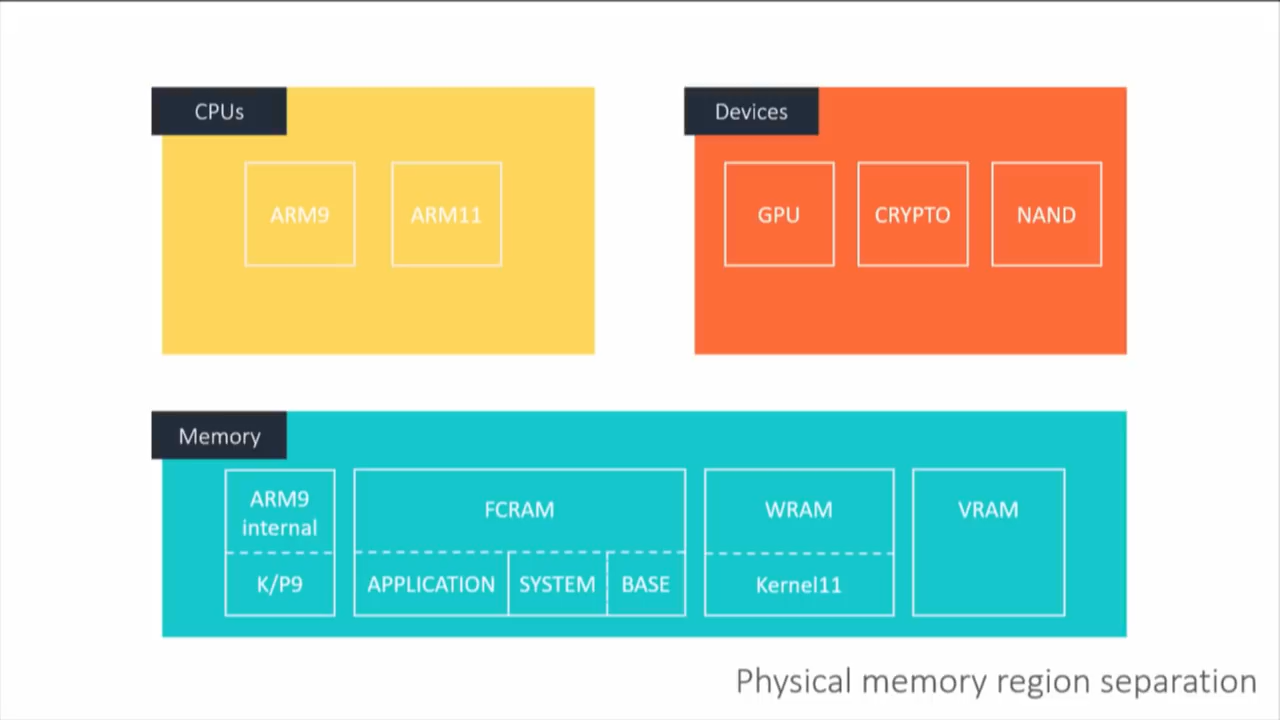 CPUs
ARM9
ARM11
Devices
GPU
CRYPTO
NAND
Memory
ARM9
internal
K/P9
FCRAM
APPLICATION
SYSTEM
BASE
WRAM
Kernel11
VRAM
Physical memory region separation